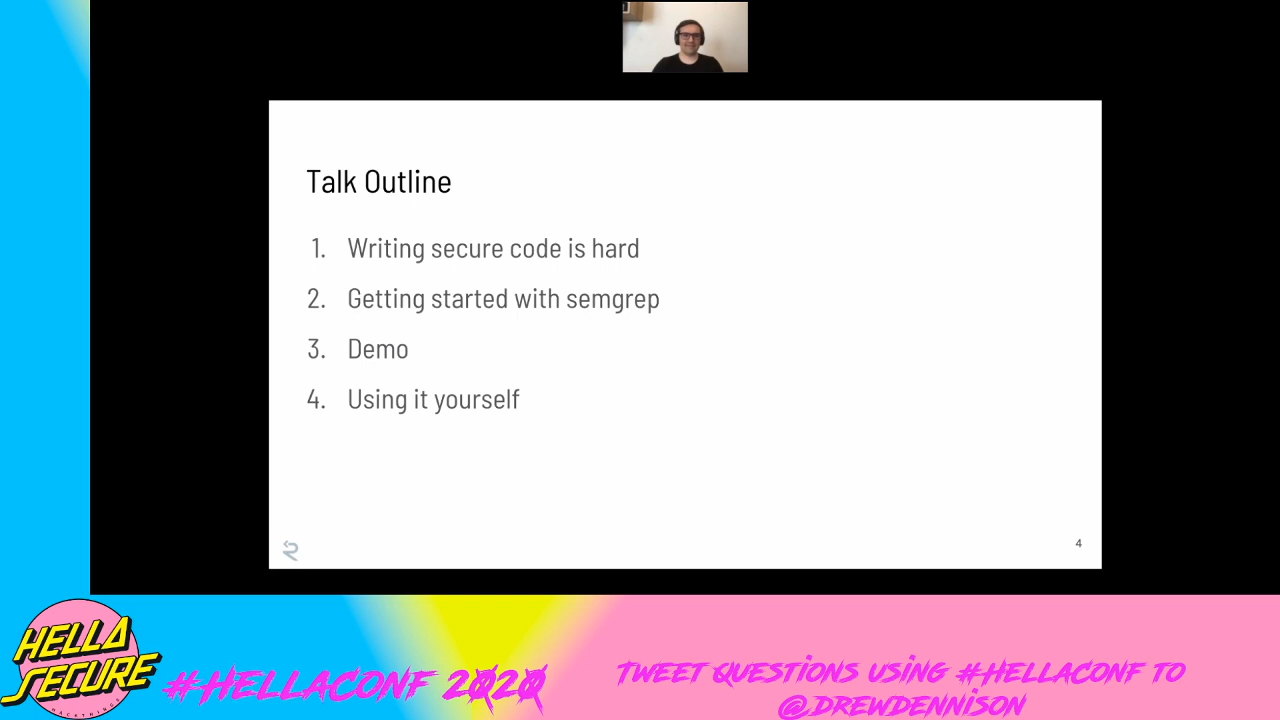 Talk Outline
1. Writing secure code is hard
2. Getting started with semgrep
3. Demo
4. Using it yourself
4
HELLA
SECURE
HACKTHINGS
#HELLACONF 2020
TWEET QUESTIONS USING #HELLACONF TO
@DREWDENNISON